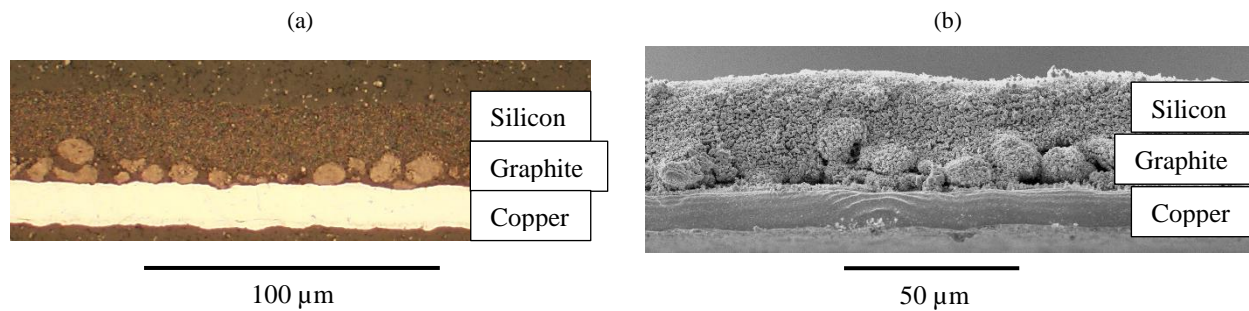 (a)
(b)
Silicon
Graphite
Copper
Silicon
Graphite
Copper
100 µm
50 µm